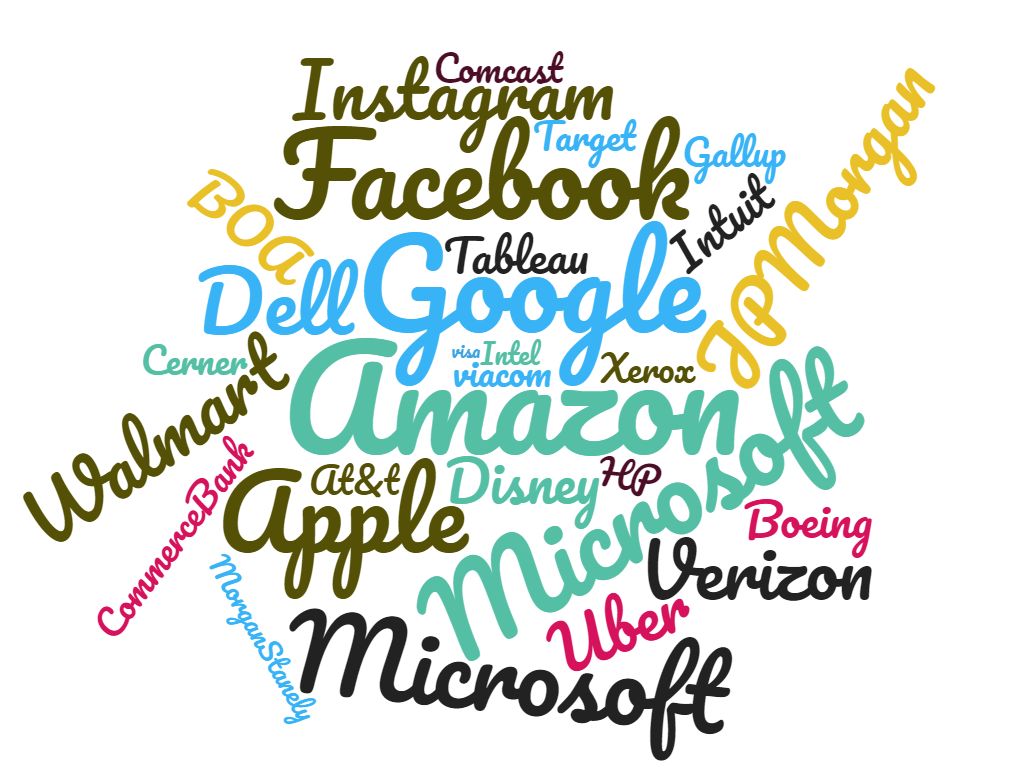 Comcast
Instagram
Target
Facebook
Gallup
JPMorgan
BOA
Intuit
Tableau
Google
Dell
Cerner
visa
Intel
viacom
Xerox
Walmart
Amazon
Microsoft
CommerceBank
At&t
Apple
Disney
HP
Boeing
Verizon
MorganStanely
Uber
Microsoft